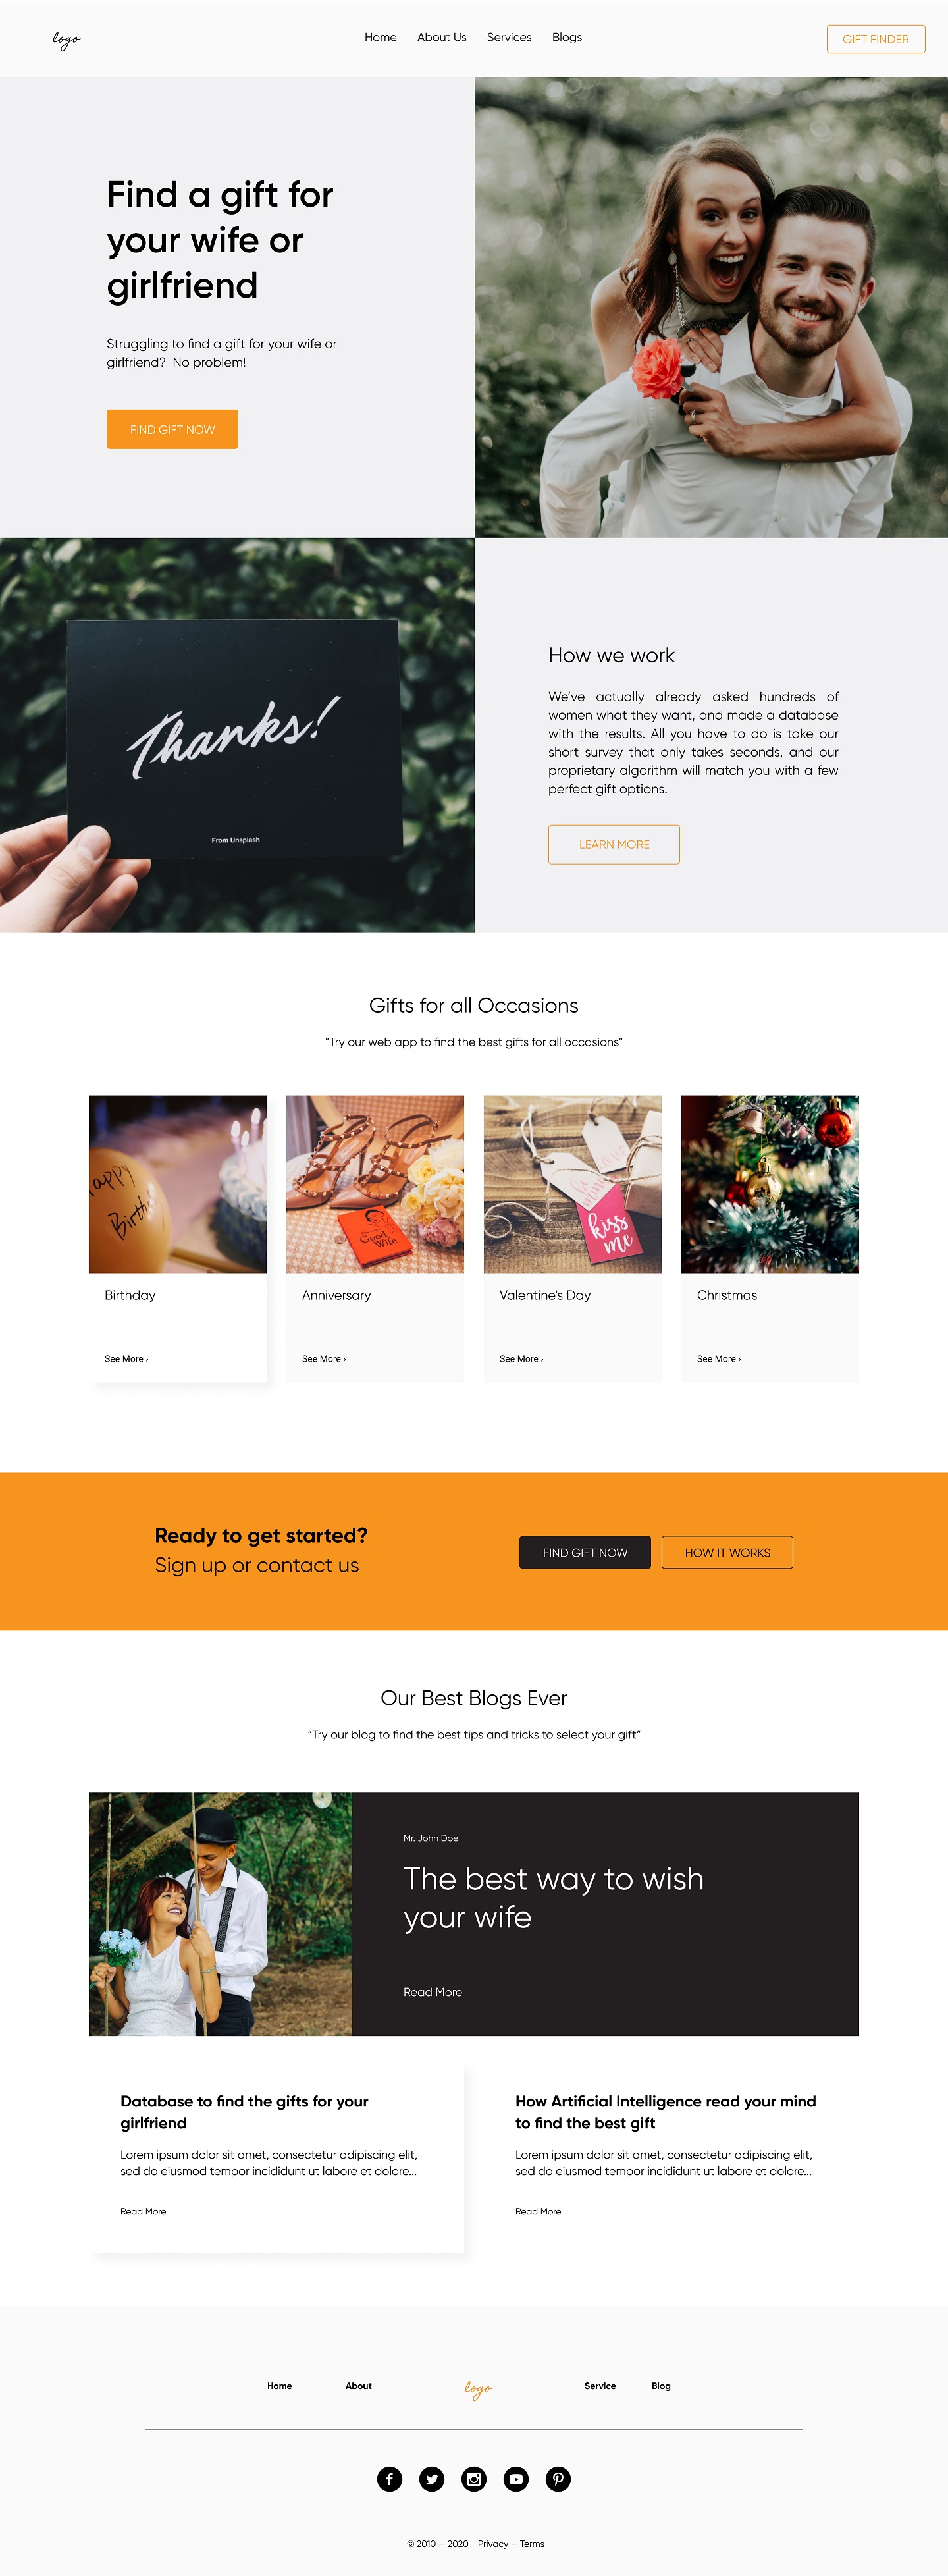 logo
Home
About Us
Services
Blogs
GIFT FINDER
Find a gift for
your wife or
girlfriend
Struggling to find a gift for your wife or
girlfriend? No problem!
FIND GIFT NOW
Thanks!
From Unsplash
How we work
We've actually already asked hundreds of
women what they want, and made a database
with the results. All you have to do is take our
short survey that only takes seconds, and our
proprietary algorithm will match you with a few
perfect gift options.
LEARN MORE
Gifts for all Occasions
"Try our web app to find the best gifts for all occasions"
appy
Birth
Good
Wife
kiss
me
Birthday
Anniversary
Valentine's Day
Christmas
See More ›
See More ›
See More ›
See More ›
Ready to get started?
Sign up or contact us
FIND GIFT NOW
HOW IT WORKS
Our Best Blogs Ever
"Try our blog to find the best tips and tricks to select your gift"
Mr. John Doe
The best way to wish
your wife
Read More
Database to find the gifts for your
girlfriend
Lorem ipsum dolor sit amet, consectetur adipiscing elit,
sed do eiusmod tempor incididunt ut labore et dolore...
Read More
How Artificial Intelligence read your mind
to find the best gift
Lorem ipsum dolor sit amet, consectetur adipiscing elit,
sed do eiusmod tempor incididunt ut labore et dolore...
Read More
Home
About
logo
Service
Blog
© 2010 — 2020
Privacy — Terms